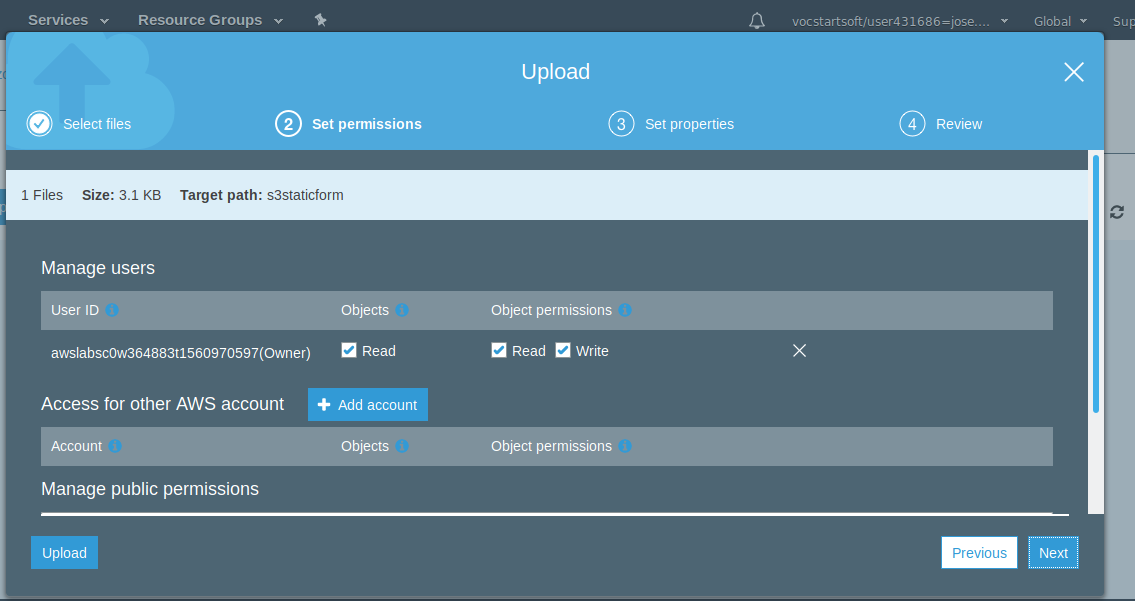 Services Resource Groups vocstartsoft/user431686=jose.... Global Sup
Upload
Select files 2 Set permissions 3 Set properties 4 Review
1 Files Size: 3.1 KB Target path: s3staticform
Manage users
User ID Objects Object permissions
awslabsc0w364883t1560970597(Owner) Read Read Write
Access for other AWS account Add account
Account Objects Object permissions
Manage public permissions
Upload Previous Next